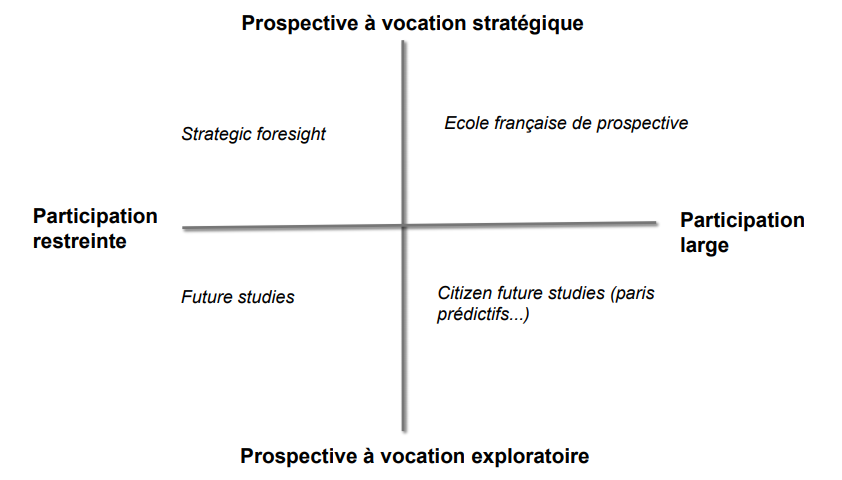 Prospective à vocation stratégique
Strategic foresight
Ecole française de prospective
Participation
restreinte
Participation
large
Future studies
Citizen future studies (paris
prédictifs...)
Prospective à vocation exploratoire